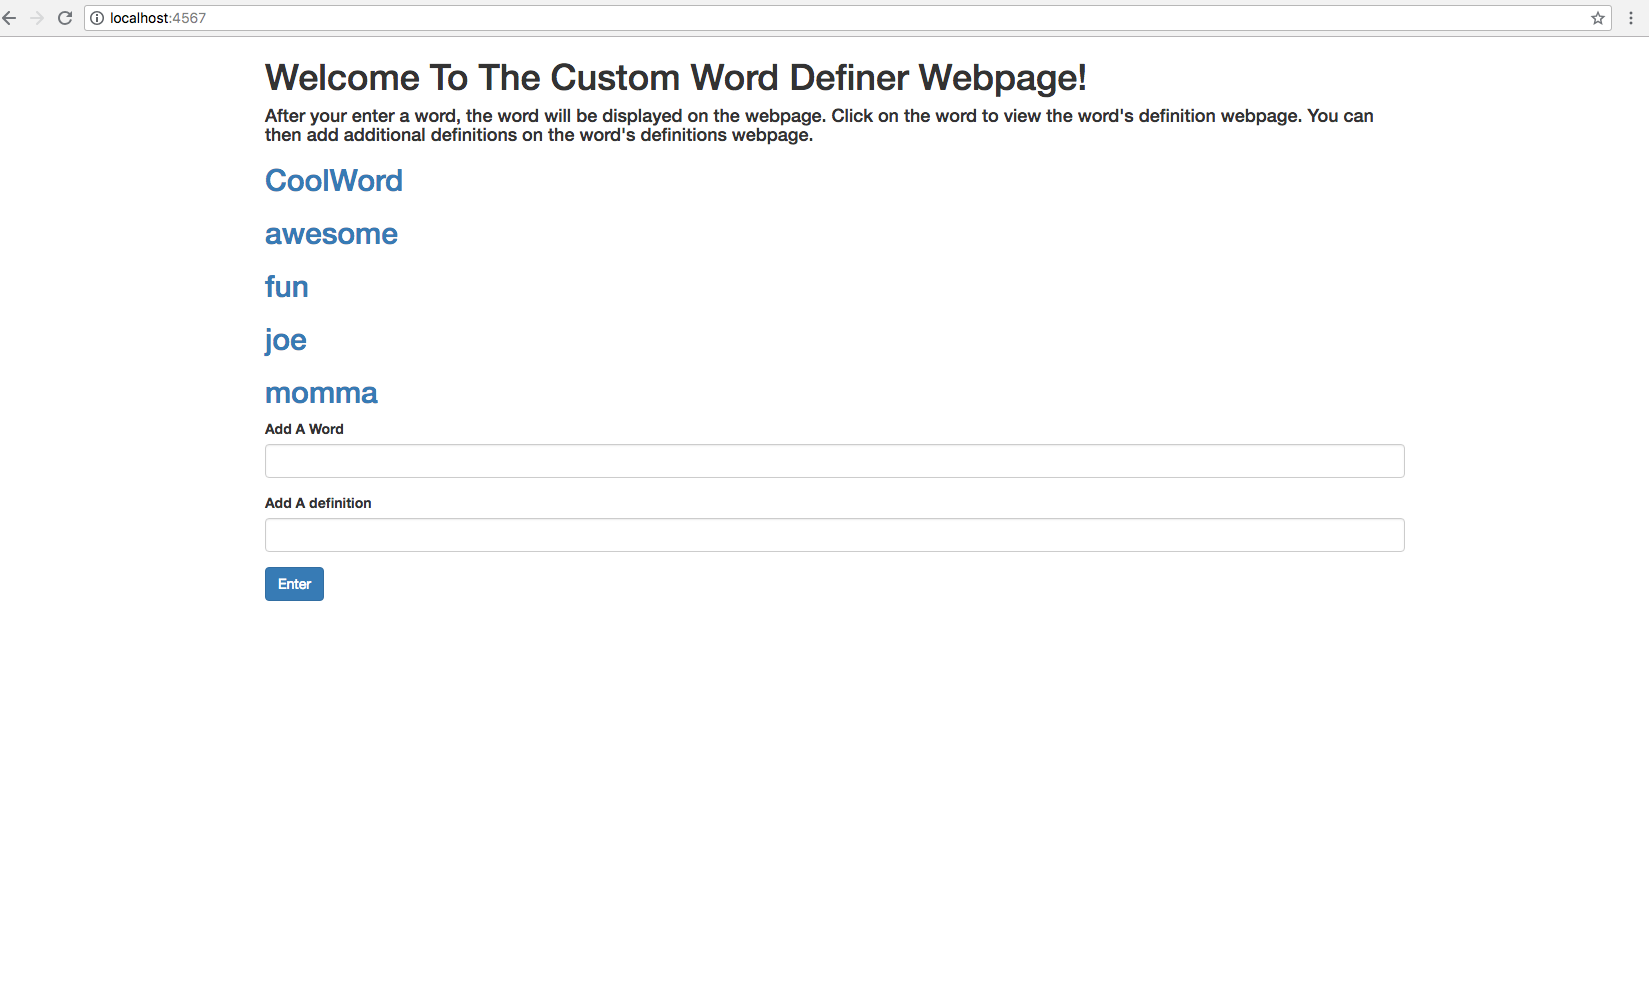 localhost:4567
Welcome To The Custom Word Definer Webpage!
After your enter a word, the word will be displayed on the webpage. Click on the word to view the word's definition webpage. You can
then add additional definitions on the word's definitions webpage.
CoolWord
awesome
fun
joe
momma
Add A Word
Add A definition
Enter